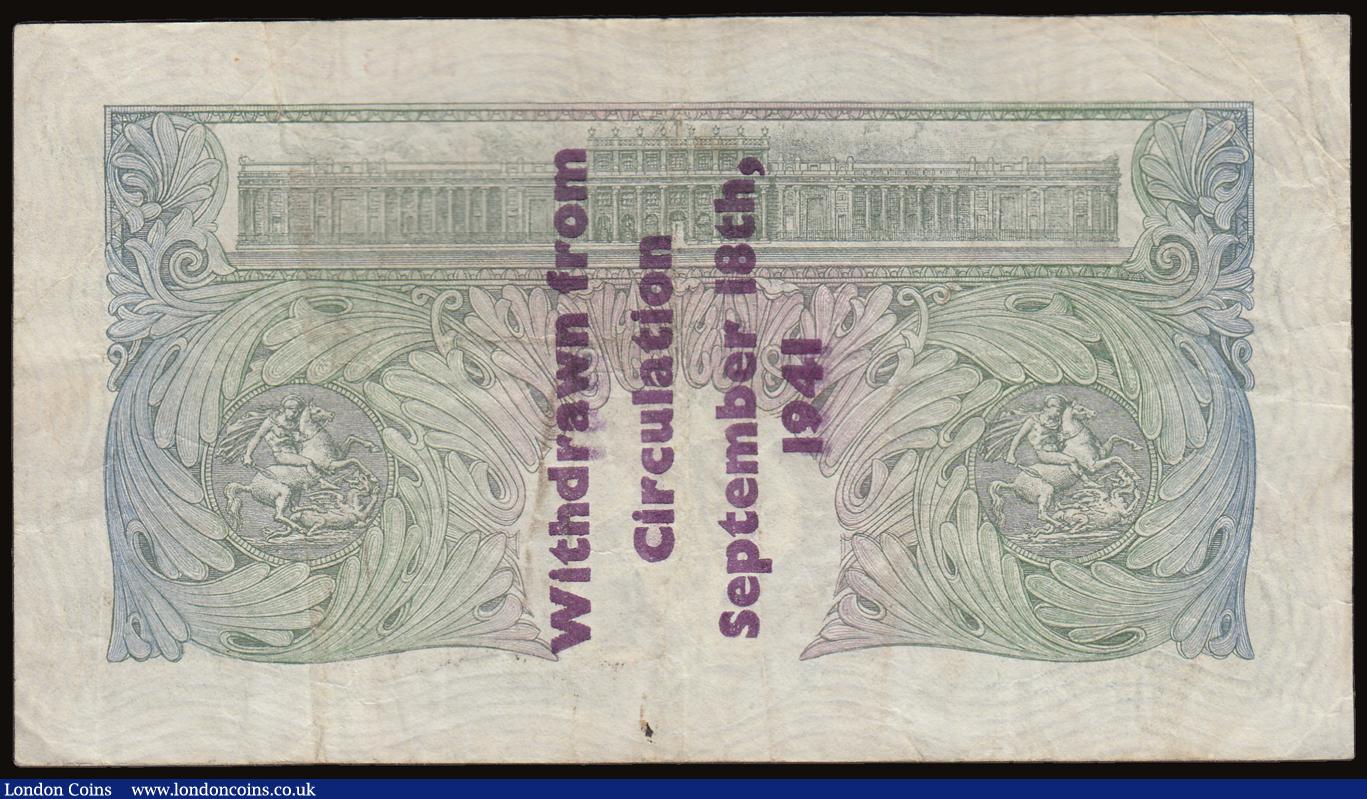 Withdrawn from
Circulation
September 18th,
1941
London Coins www.londoncoins.co.uk